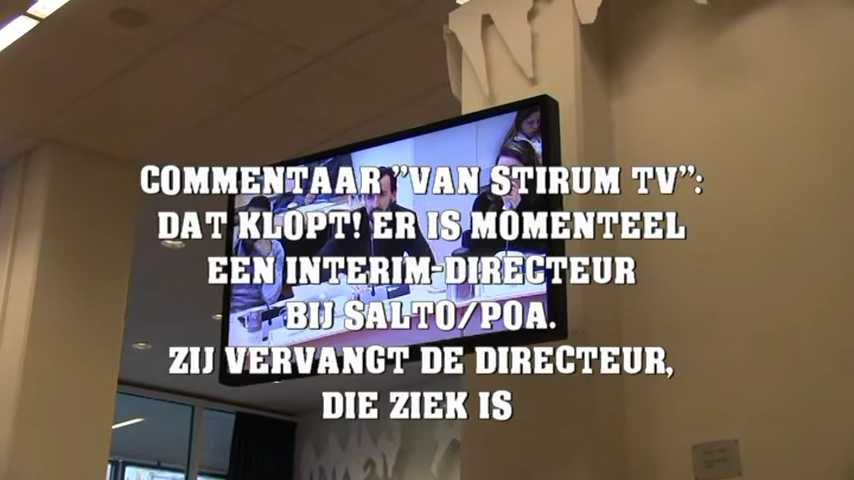 COMMENTAAR "VAN STIRUM TV":
DAT KLOPT! ER IS MOMENTEEL
EEN INTERIM-DIRECTEUR
BIJ SALTO/POA.
ZIJ VERVANGT DE DIRECTEUR,
DIE ZIEK IS